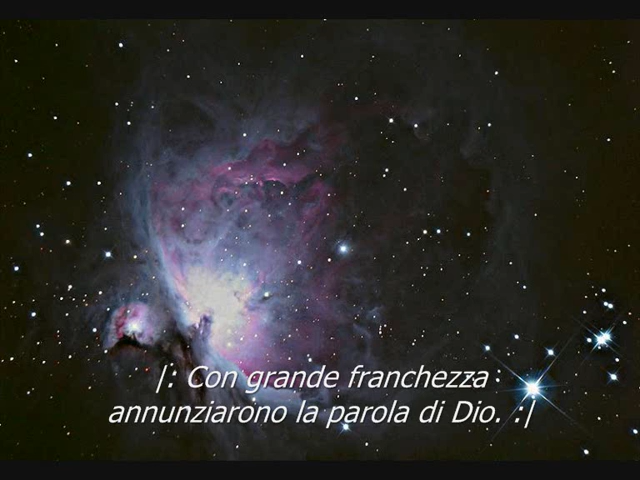 |: Con grande franchezza
annunziarono la parola di Dio. :|